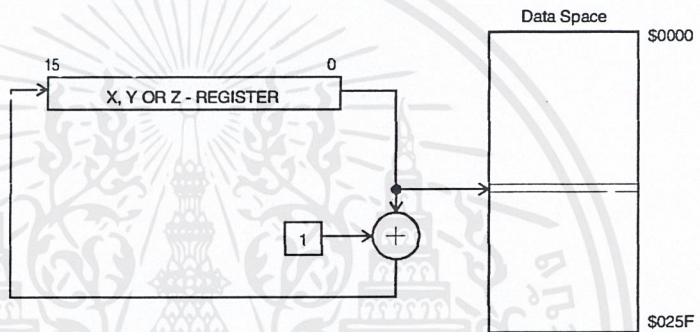 Data Space
$0000
15 0
X, Y OR Z - REGISTER
1
+
$025F